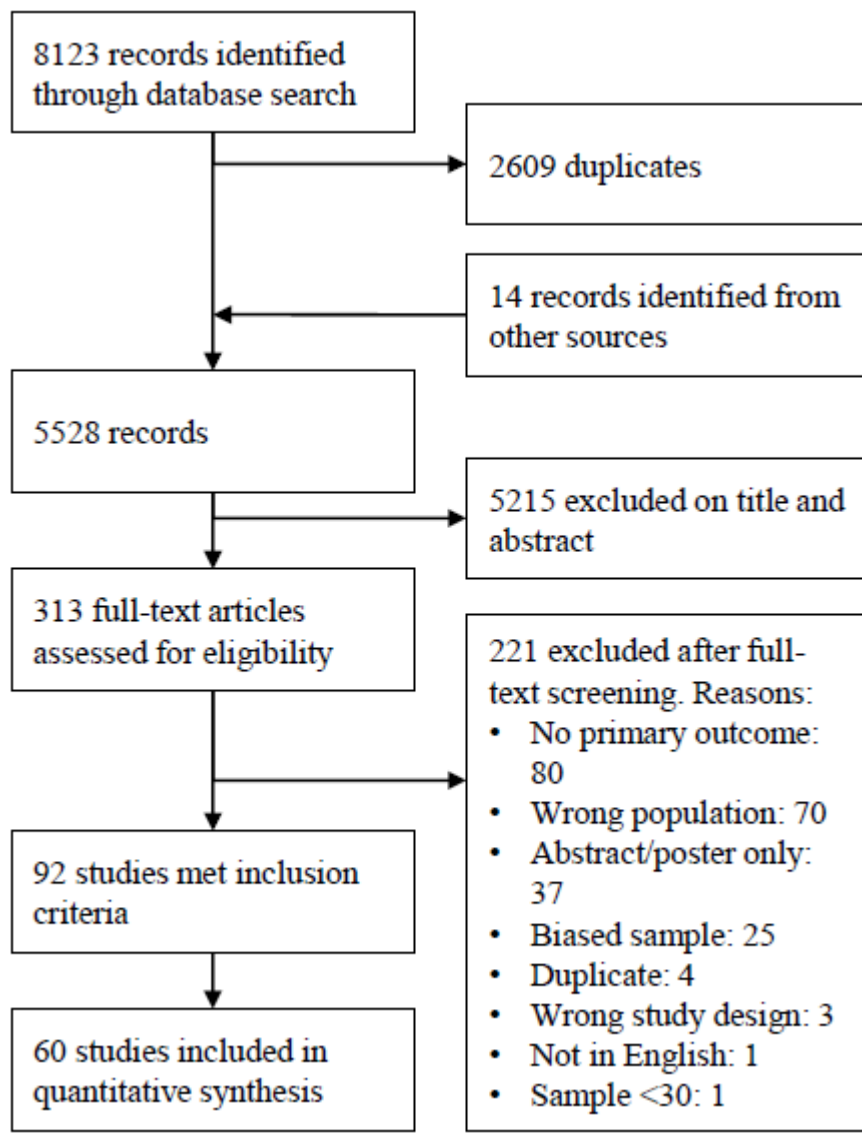 8123 records identified
through database search
2609 duplicates
14 records identified from
other sources
5528 records
5215 excluded on title and
abstract
313 full-text articles
assessed for eligibility
221 excluded after full-
text screening. Reasons:
• No primary outcome:
80
• Wrong population: 70
• Abstract/poster only:
37
• Biased sample: 25
• Duplicate: 4
• Wrong study design: 3
• Not in English: 1
• Sample <30: 1
92 studies met inclusion
criteria
60 studies included in
quantitative synthesis